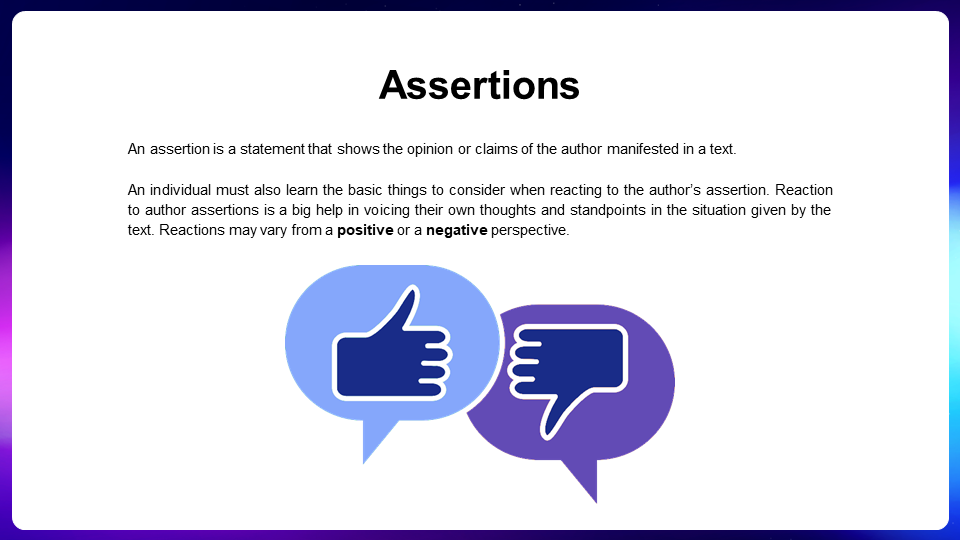 Assertions
An assertion is a statement that shows the opinion or claims of the author manifested in a text.
An individual must also learn the basic things to consider when reacting to the author’s assertion. Reaction
to author assertions is a big help in voicing their own thoughts and standpoints in the situation given by the
text. Reactions may vary from a positive or a negative perspective.